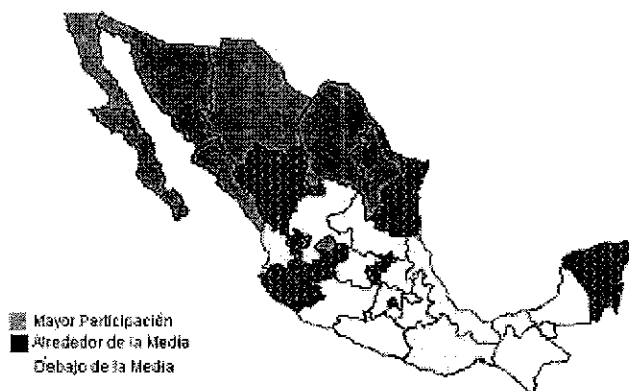 Mayor Participación
Alrededor de la Media
Debajo de la Media